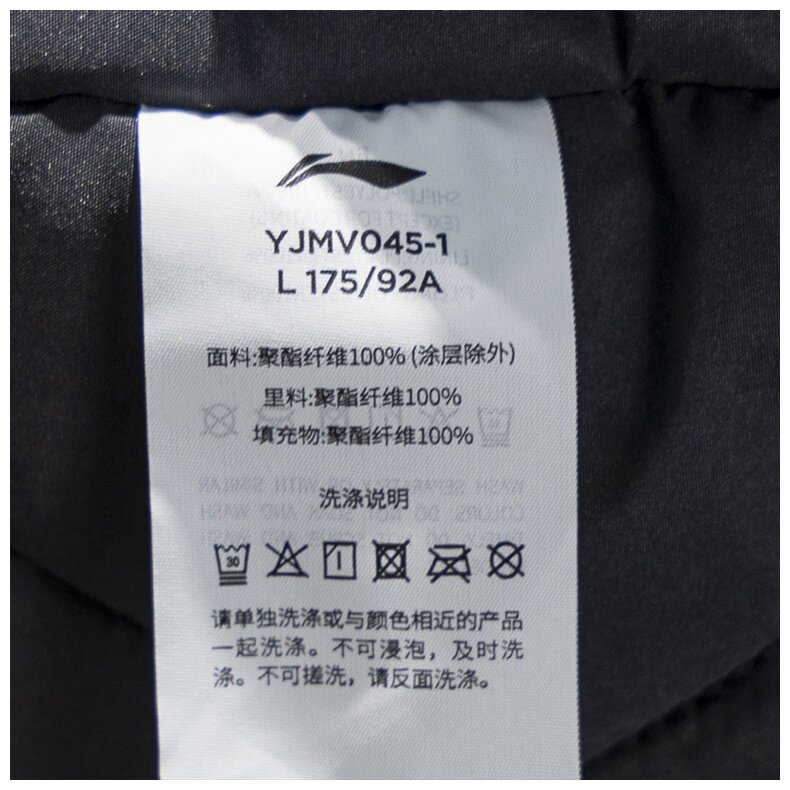 YJMV045-1
L 175/92A
面料:聚酯纤维100% (涂层除外)
里料:聚酯纤维100%
填充物:聚酯纤维100%
洗涤说明
30
请单独洗涤或与颜色相近的产品
一起洗涤。不可浸泡，及时洗
涤。不可搓洗，请反面洗涤。